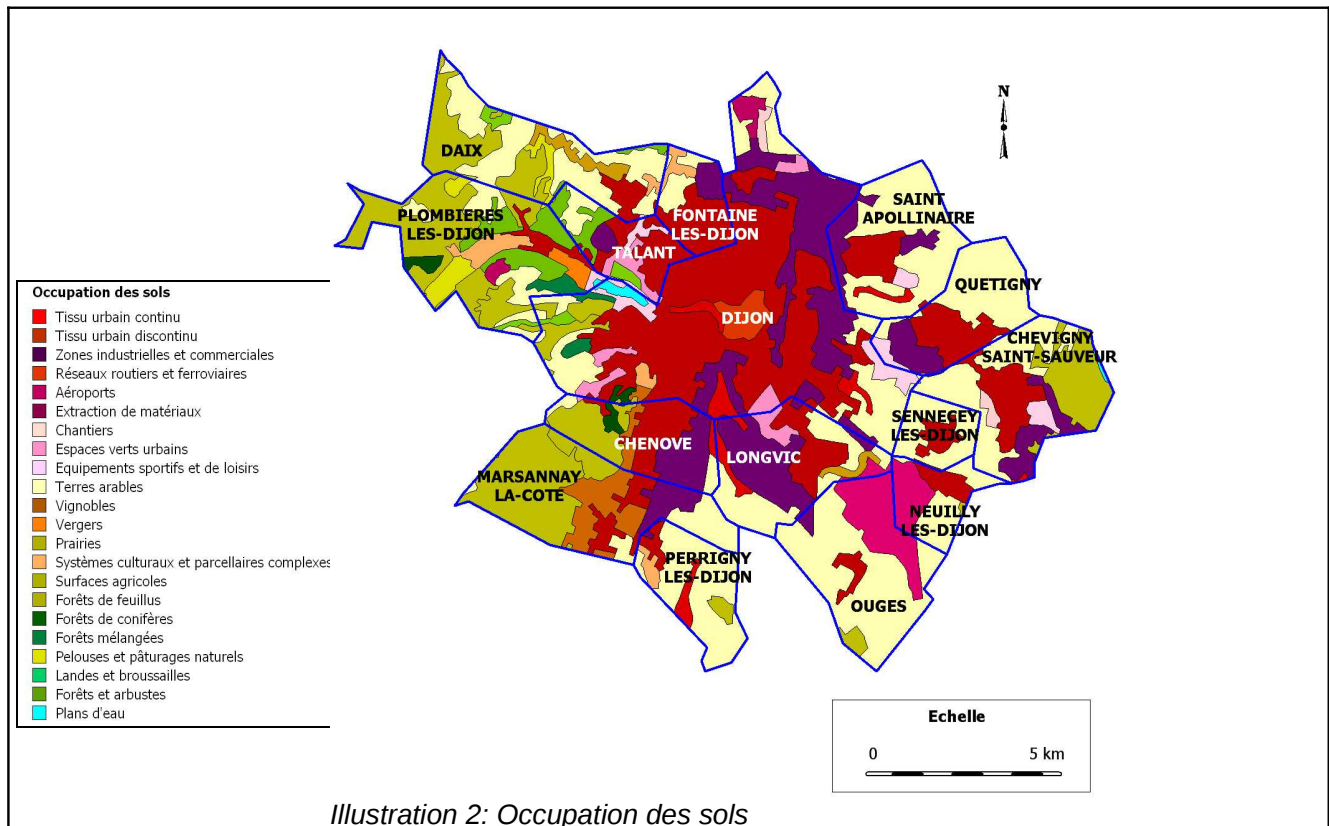 N
DAIX
PLOMBIERES
LES-DIJON
FONTAINE
LES-DIJON
TALANT
SAINT
APOLLINAIRE
QUETIGNY
DIJON
CHEVIGNY
SAINT-SAUVEUR
SENNECEY
LES-DIJON
CHENOVE
LONGVIC
MARSANNAY
LA-COTE
NEUILLY
LES-DIJON
PERRIGNY
LES-DIJON
OUGES
Occupation des sols
Tissu urbain continu
Tissu urbain discontinu
Zones industrielles et commerciales
Réseaux routiers et ferroviaires
Aéroports
Extraction de matériaux
Chantiers
Espaces verts urbains
Equipements sportifs et de loisirs
Terres arables
Vignobles
Vergers
Prairies
Systèmes culturaux et parcellaires complexes
Surfaces agricoles
Forêts de feuillus
Forêts de conifères
Forêts mélangées
Pelouses et pâturages naturels
Landes et broussailles
Forêts et arbustes
Plans d'eau
Echelle
0 5 km
Illustration 2: Occupation des sols